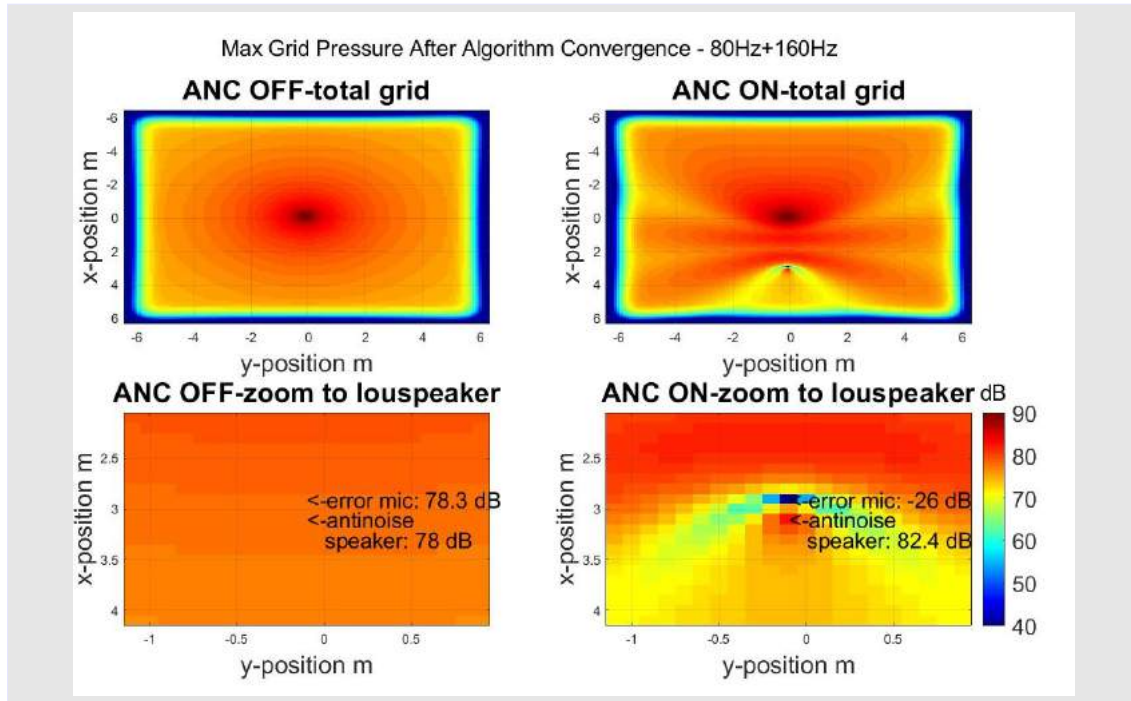 Max Grid Pressure After Algorithm Convergence - 80Hz+160Hz
ANC OFF-total grid
x-position m
-6
-4
-2
0
2
4
6
-6 -4 -2 0 2 4 6
y-position m
ANC ON-total grid
x-position m
-6
-4
-2
0
2
4
6
-6 -4 -2 0 2 4 6
y-position m
ANC OFF-zoom to louspeaker
x-position m
2.5
3
3.5
4
<-error mic: 78.3 dB
<-antinoise
speaker: 78 dB
-1 -0.5 0 0.5
y-position m
ANC ON-zoom to louspeaker
x-position m
2.5
3
3.5
4
<-error mic: -26 dB
<-antinoise
speaker: 82.4 dB
-1 -0.5 0 0.5
y-position m
dB
90
80
70
60
50
40